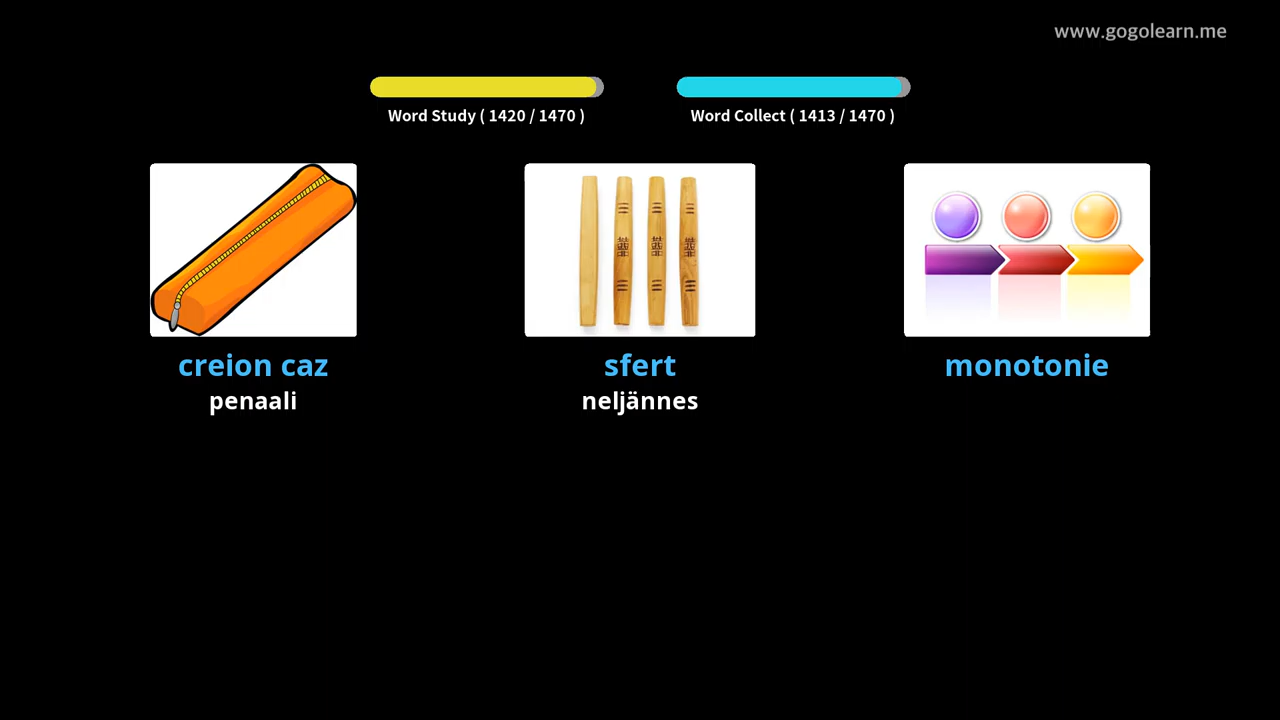 www.gogolearn.me
Word Study ( 1420 / 1470 )
Word Collect ( 1413 / 1470 )
creion caz
sfert
monotonie
penaali
neljännes